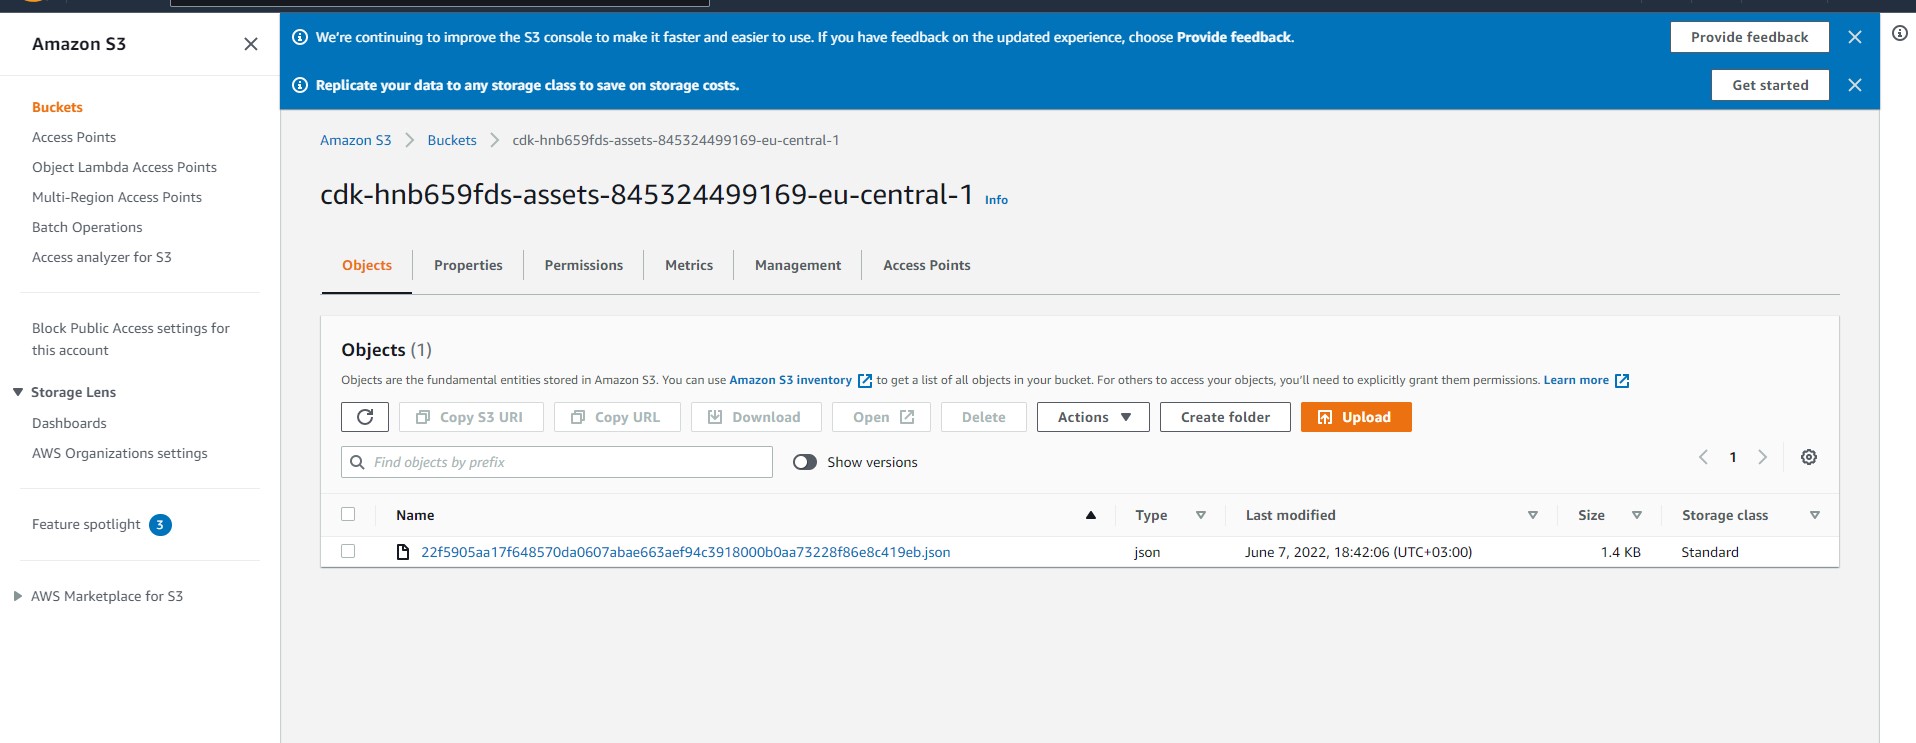 Amazon S3
We're continuing to improve the S3 console to make it faster and easier to use. If you have feedback on the updated experience, choose Provide feedback.
Provide feedback
Replicate your data to any storage class to save on storage costs.
Get started
Buckets
Access Points
Object Lambda Access Points
Multi-Region Access Points
Batch Operations
Access analyzer for S3
Block Public Access settings for
this account
Storage Lens
Dashboards
AWS Organizations settings
Feature spotlight 3
AWS Marketplace for S3
Amazon S3 Buckets cdk-hnb659fds-assets-845324499169-eu-central-1
cdk-hnb659fds-assets-845324499169-eu-central-1 Info
Objects Properties Permissions Metrics Management Access Points
Objects (1)
Objects are the fundamental entities stored in Amazon S3. You can use Amazon S3 inventory to get a list of all objects in your bucket. For others to access your objects, you'll need to explicitly grant them permissions. Learn more
Copy S3 URI Copy URL Download Open Delete Actions Create folder Upload
Find objects by prefix Show versions 1
Name Type Last modified Size Storage class
22f5905aa17f648570da0607abae663aef94c3918000b0aa73228f86e8c419eb.json json June 7, 2022, 18:42:06 (UTC+03:00) 1.4 KB Standard